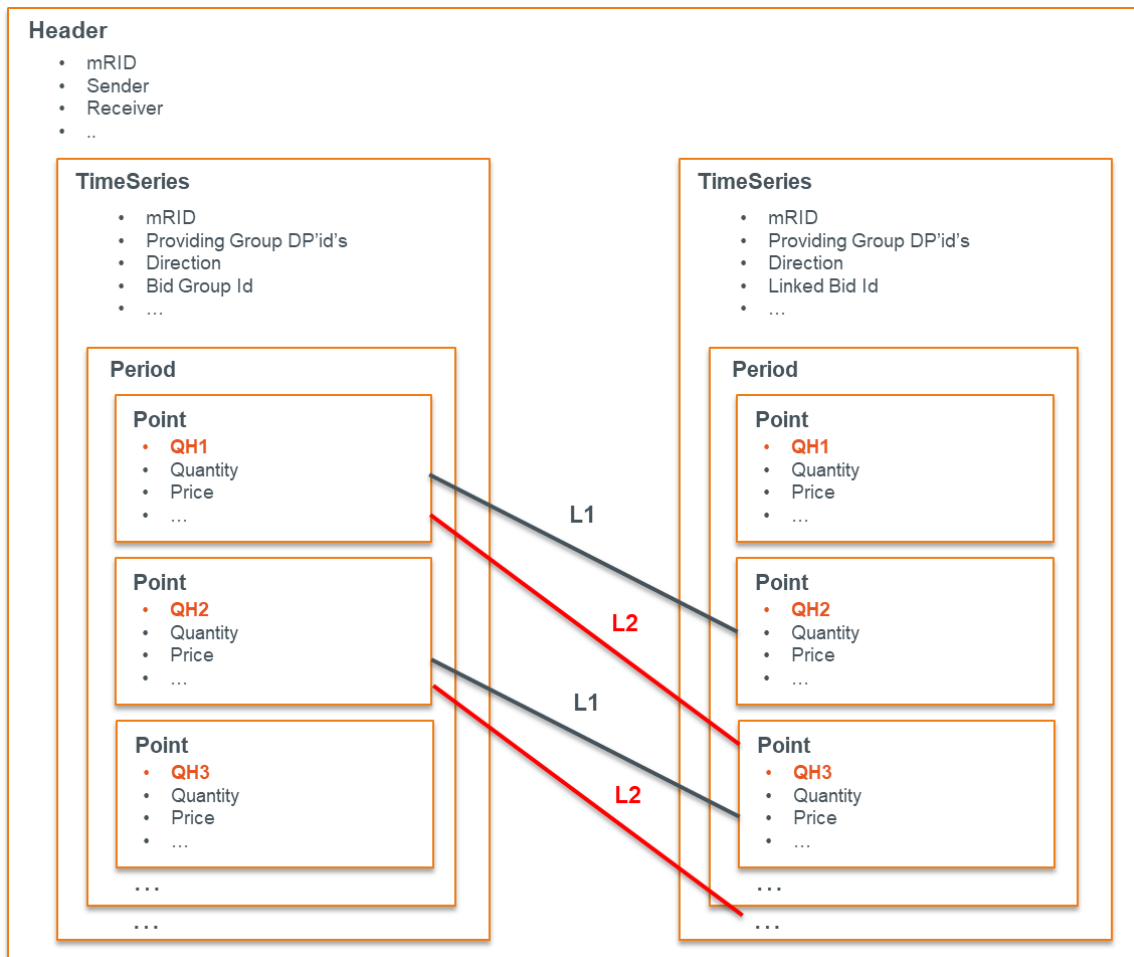 Header
• mRID
• Sender
• Receiver
• ..
TimeSeries
• mRID
• Providing Group DP'id's
• Direction
• Bid Group Id
• …
Period
Point
• QH1
• Quantity
• Price
• …
Point
• QH2
• Quantity
• Price
• …
Point
• QH3
• Quantity
• Price
• …
…
…
L1
L2
L1
L2
TimeSeries
• mRID
• Providing Group DP'id's
• Direction
• Linked Bid Id
• …
Period
Point
• QH1
• Quantity
• Price
• …
Point
• QH2
• Quantity
• Price
• …
Point
• QH3
• Quantity
• Price
• …
…
…